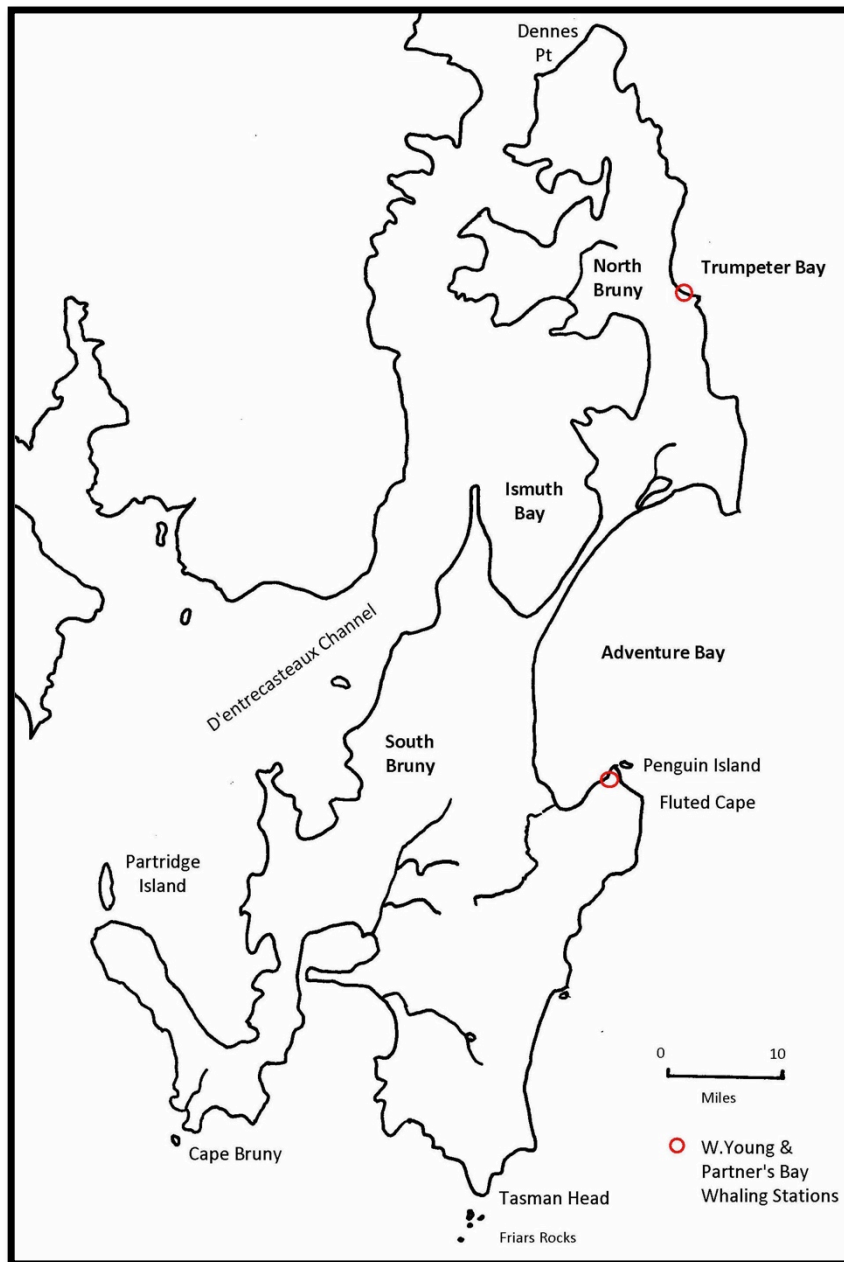 Dennes
Pt
North
Bruny
Trumpeter Bay
Ismuth
Bay
D'entrecasteaux Channel
Adventure Bay
South
Bruny
Penguin Island
Fluted Cape
Partridge
Island
0 10
Miles
Cape Bruny
W.Young &
Partner's Bay
Whaling Stations
Tasman Head
Friars Rocks